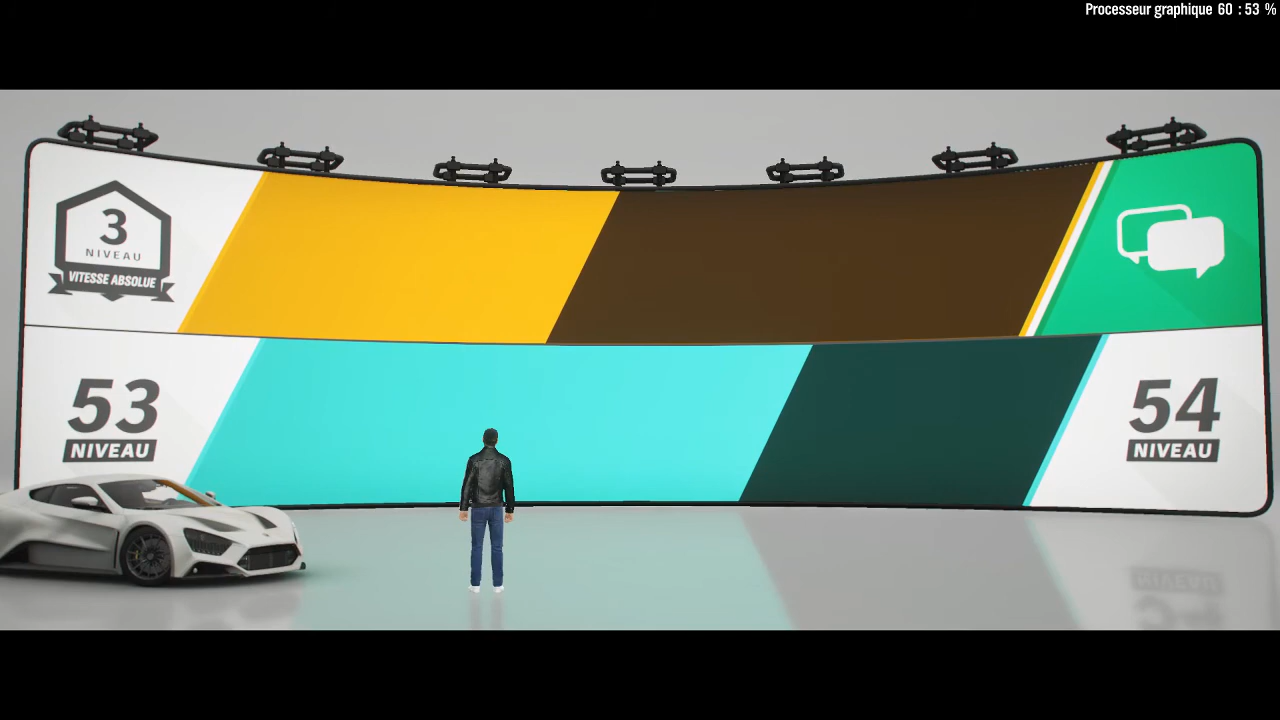 Processeur graphique 60 : 53 %
3
NIVEAU
VITESSE ABSOLUE
53
NIVEAU
54
NIVEAU